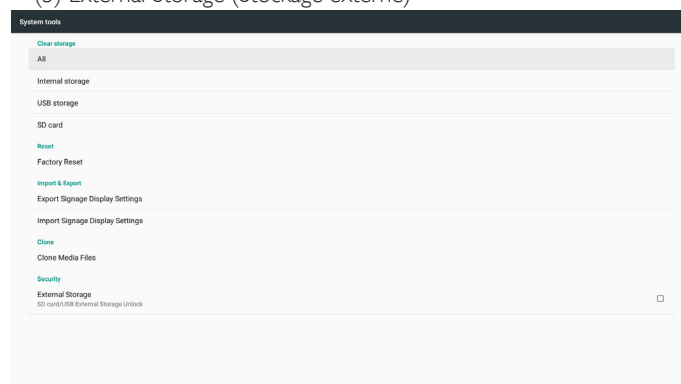 (5) External storage (Stockage externe)
System tools
Clear storage
All
Internal storage
USB storage
SD card
Reset
Factory Reset
Import & Export
Export Signage Display Settings
Import Signage Display Settings
Clone
Clone Media Files
Security
External Storage
SD card/USB External Storage Unlock